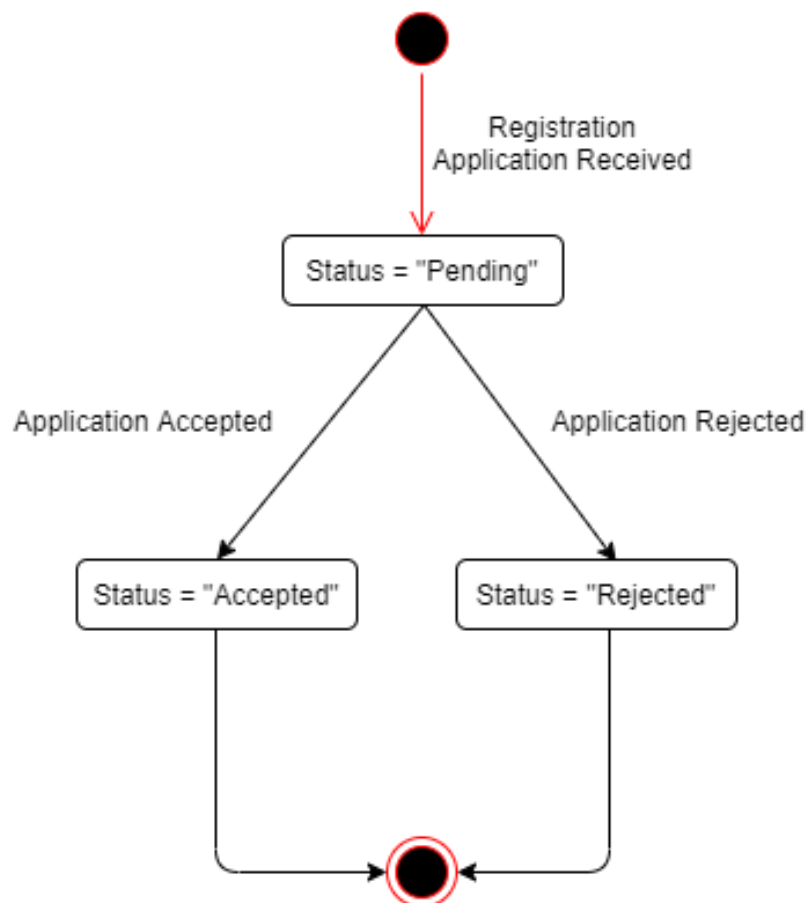 Registration
Application Received
Status = "Pending"
Application Accepted
Application Rejected
Status = "Accepted"
Status = "Rejected"